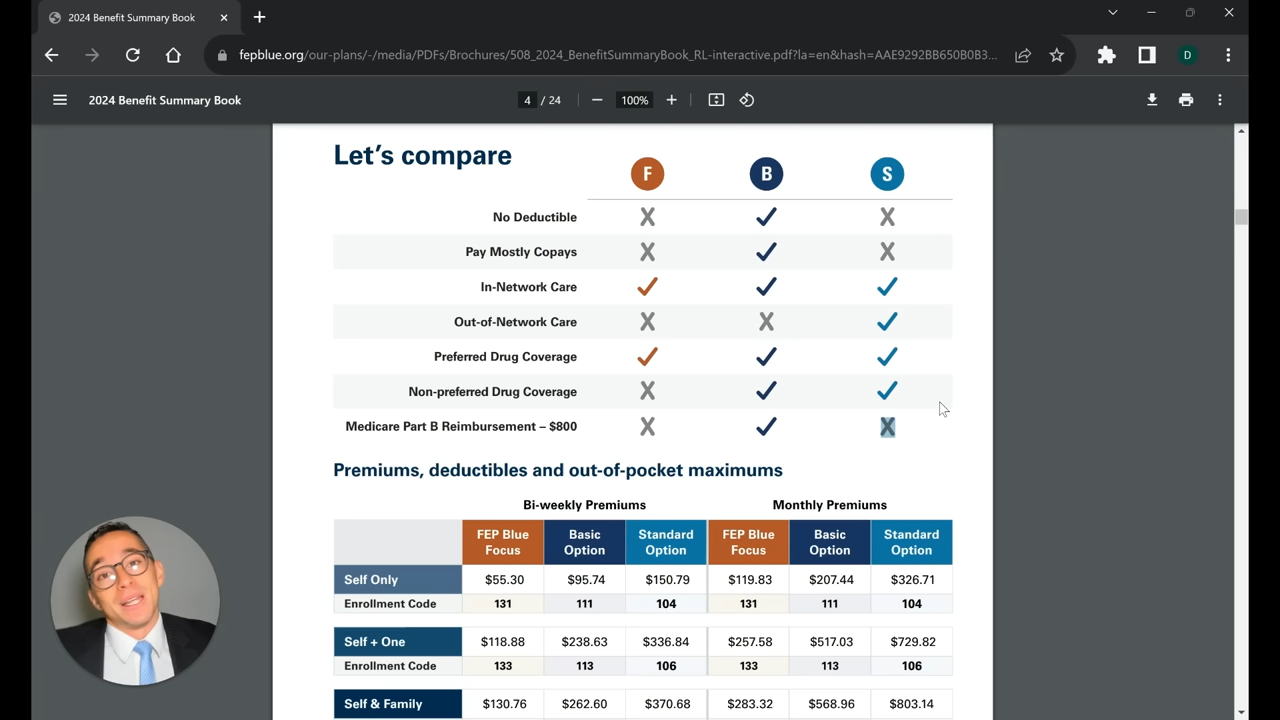 2024 Benefit Summary Book
fepblue.org/our-plans/-/media/PDFs/Brochures/508_2024_BenefitSummaryBook_RL-interactive.pdf?la=en&hash=AAE9292BB650B0B3...
D
2024 Benefit Summary Book
4 / 24
100%
Let's compare
F B S
No Deductible X ✓ X
Pay Mostly Copays X ✓ X
In-Network Care ✓ ✓ ✓
Out-of-Network Care X X ✓
Preferred Drug Coverage ✓ ✓ ✓
Non-preferred Drug Coverage X ✓ ✓
Medicare Part B Reimbursement – $800 X ✓ X
Premiums, deductibles and out-of-pocket maximums
Bi-weekly Premiums Monthly Premiums
FEP Blue Basic Standard FEP Blue Basic Standard
Focus Option Option Focus Option Option
Self Only $55.30 $95.74 $150.79 $119.83 $207.44 $326.71
Enrollment Code 131 111 104 131 111 104
Self + One $118.88 $238.63 $336.84 $257.58 $517.03 $729.82
Enrollment Code 133 113 106 133 113 106
Self & Family $130.76 $262.60 $370.68 $283.32 $568.96 $803.14